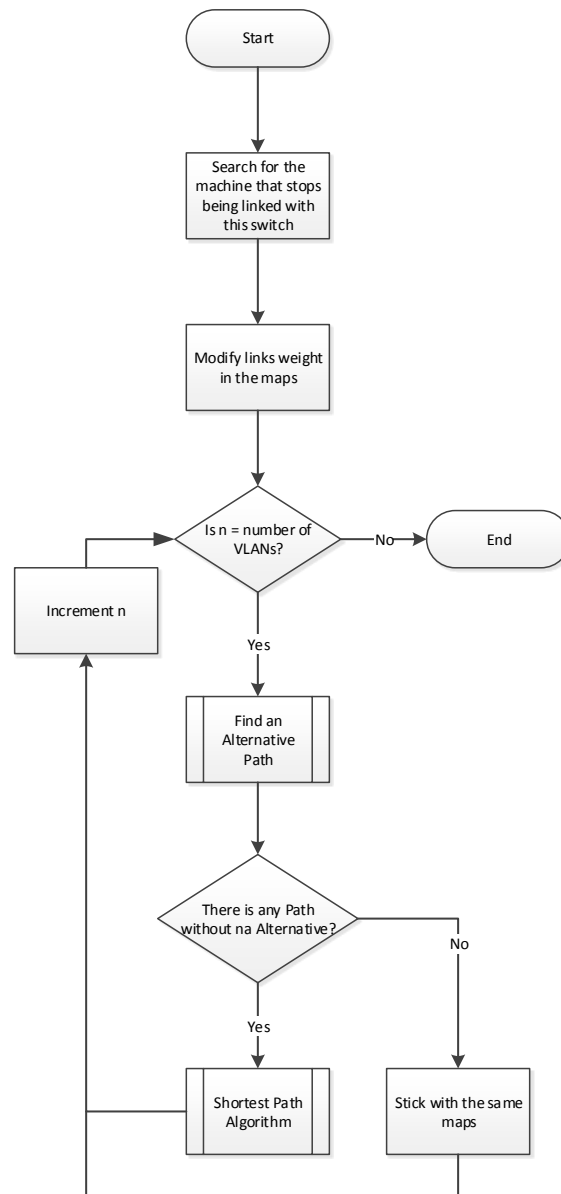 Start
Search for the
machine that stops
being linked with
this switch
Modify links weight
in the maps
Is n = number of
VLANs?
No
End
Increment n
Yes
Find an
Alternative
Path
There is any Path
without na Alternative?
No
Yes
Shortest Path
Algorithm
Stick with the same
maps